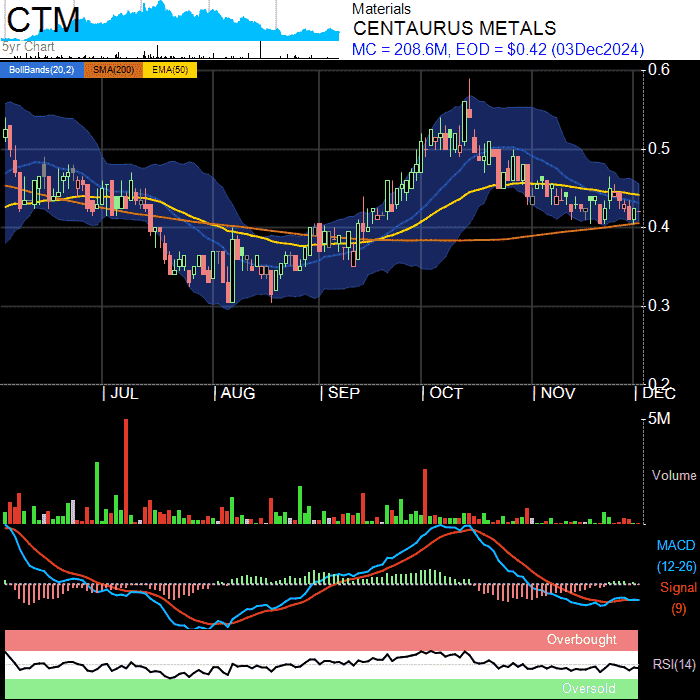 CTM
5yr Chart
Materials
CENTAURUS METALS
MC = 208.6M, EOD = $0.42 (03Dec2024)
BollBands(20,2) SMA(200) EMA(50)
0.6
0.5
0.4
0.3
0.2
JUL AUG SEP OCT NOV DEC
5M
Volume
MACD
(12-26)
Signal
(9)
Overbought
RSI(14)
Oversold